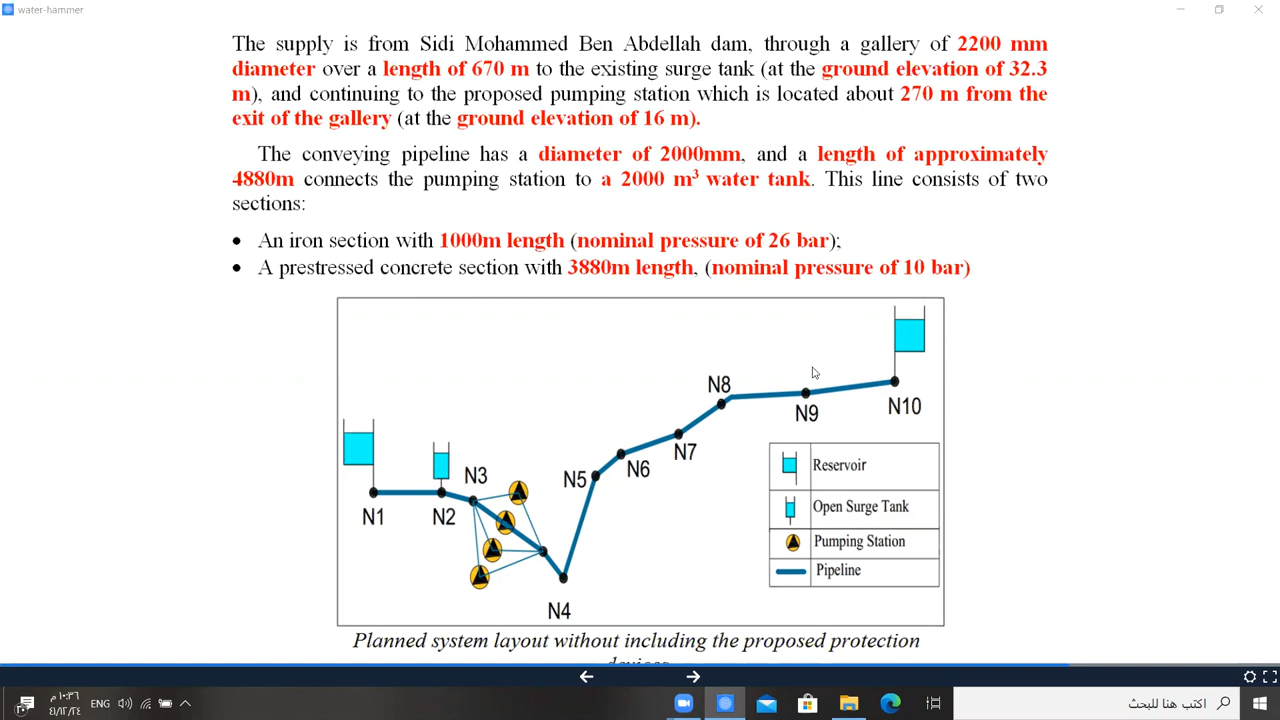 water-hammer
The supply is from Sidi Mohammed Ben Abdellah dam, through a gallery of 2200 mm
diameter over a length of 670 m to the existing surge tank (at the ground elevation of 32.3
m), and continuing to the proposed pumping station which is located about 270 m from the
exit of the gallery (at the ground elevation of 16 m).
The conveying pipeline has a diameter of 2000mm, and a length of approximately
4880m connects the pumping station to a 2000 m³ water tank. This line consists of two
sections:
• An iron section with 1000m length (nominal pressure of 26 bar);
• A prestressed concrete section with 3880m length, (nominal pressure of 10 bar)
N8
N9
N10
N7
N6
N5
N3
N1
N2
N4
Reservoir
Open Surge Tank
Pumping Station
Pipeline
Planned system layout without including the proposed protection
ENG
١٠:٣٦ م
اكتب هنا للبحث